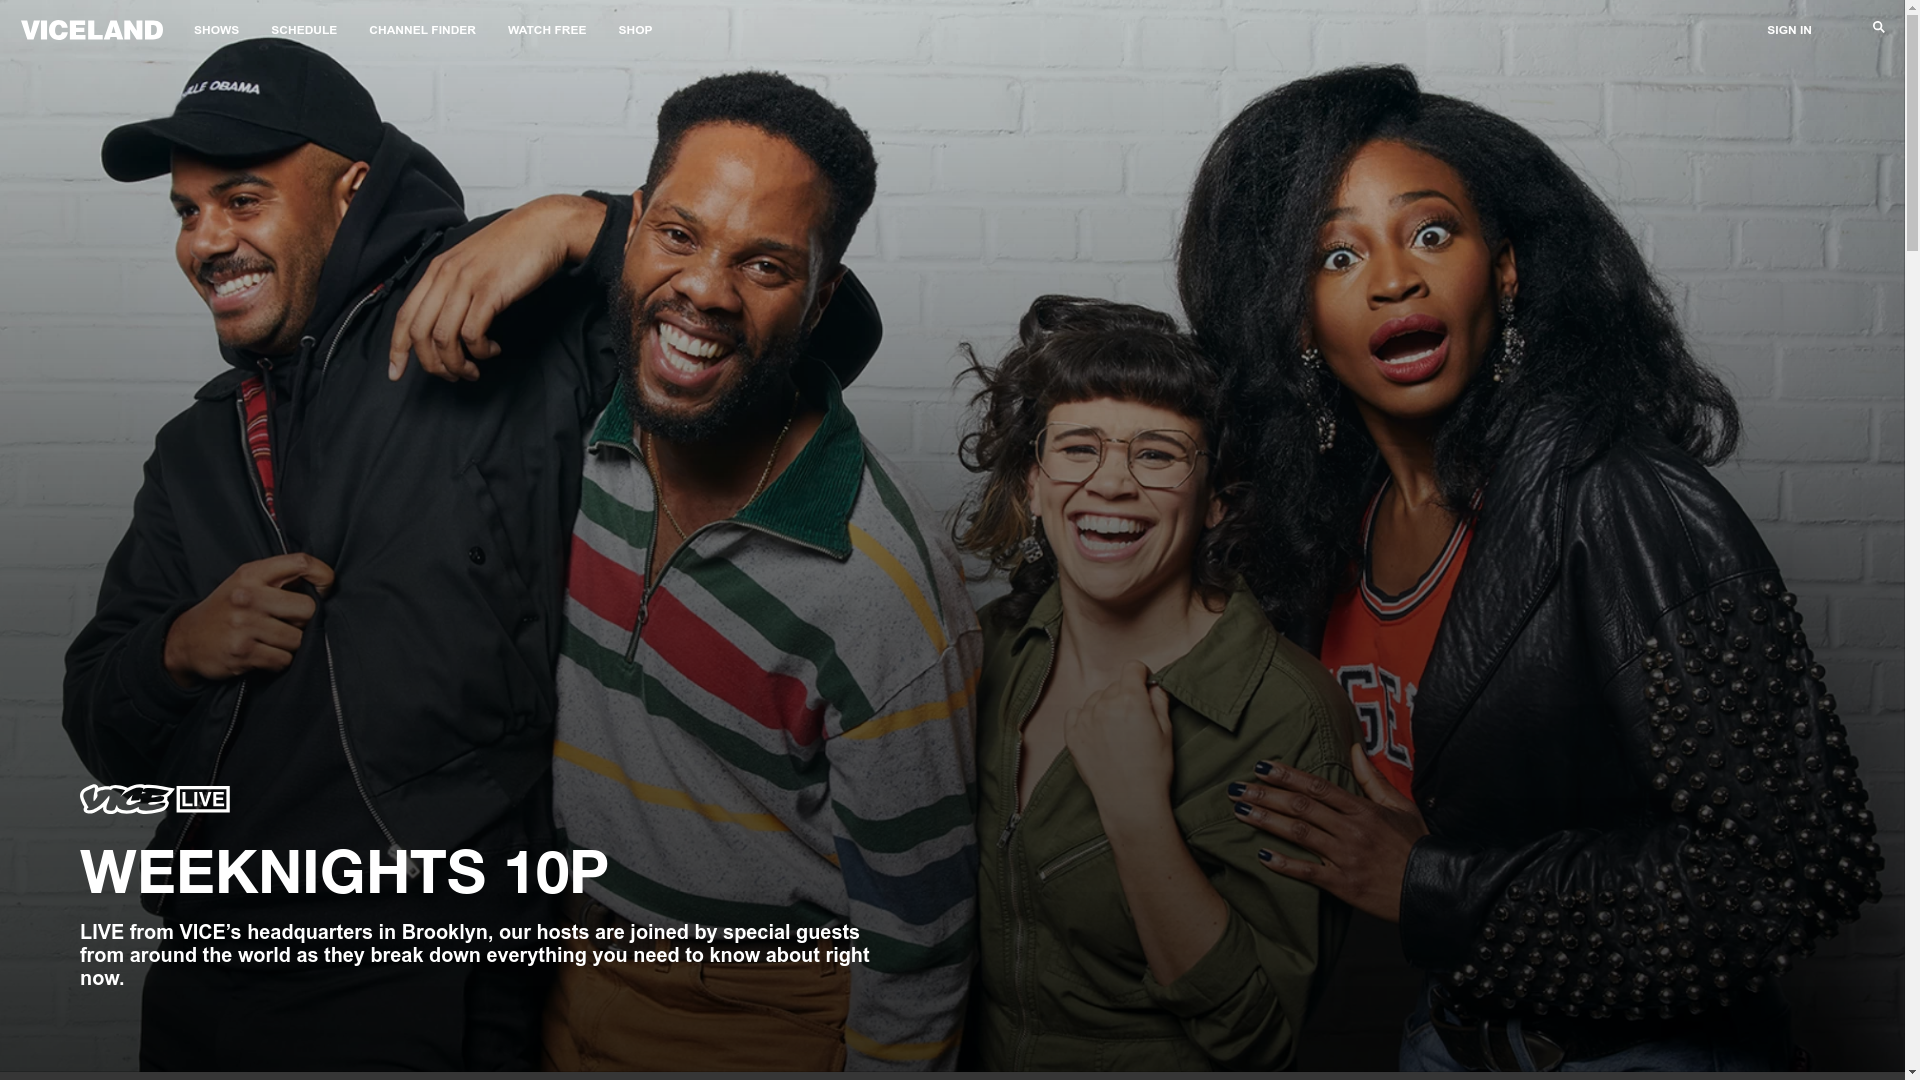 VICELAND
SHOWS
SCHEDULE
CHANNEL FINDER
WATCH FREE
SHOP
SIGN IN
OBAMA
VICE LIVE
WEEKNIGHTS 10P
LIVE from VICE’s headquarters in Brooklyn, our hosts are joined by special guests
from around the world as they break down everything you need to know about right
now.